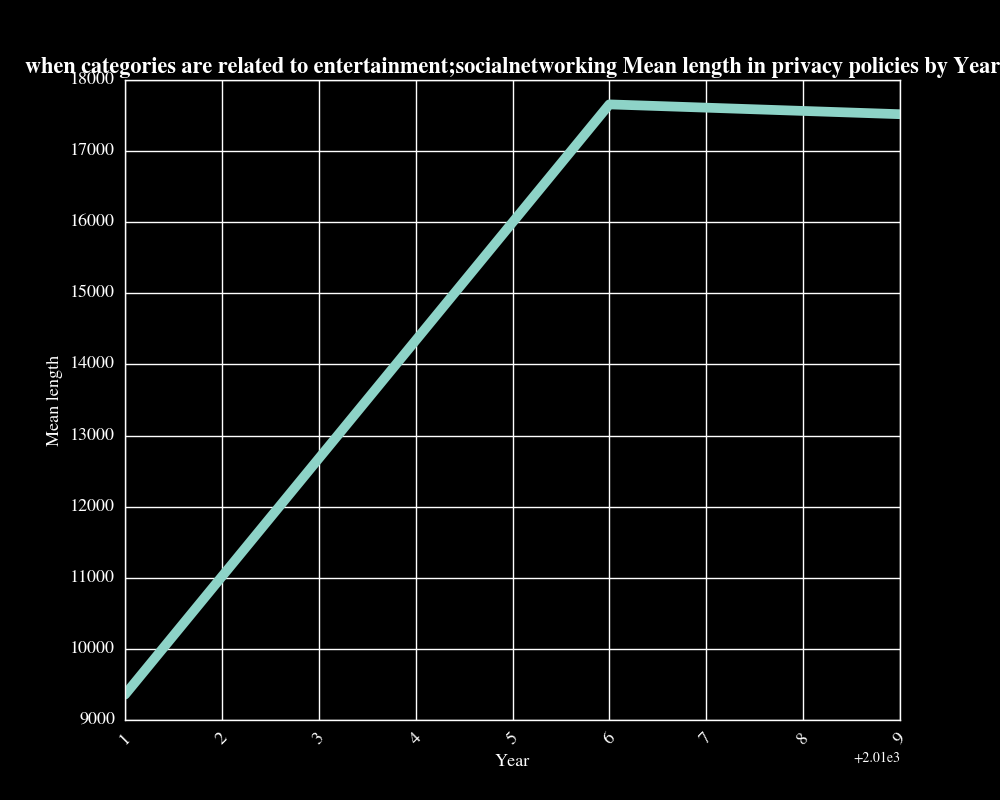 when categories are related to entertainment;socialnetworking Mean length in privacy policies by Year
18000
17000
16000
15000
14000
13000
12000
11000
10000
9000
Mean length
1 2 3 4 5 6 7 8 9
+2.01e3
Year